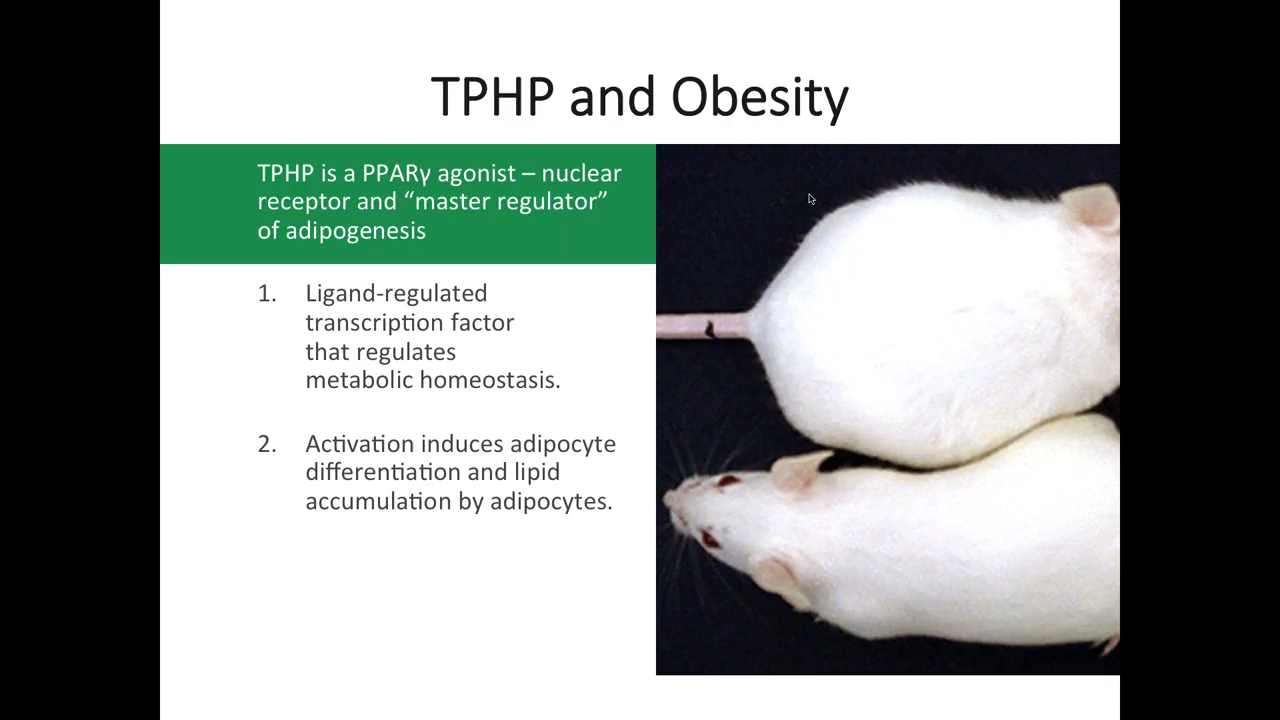 TPHP and Obesity
TPHP is a PPARγ agonist – nuclear
receptor and “master regulator”
of adipogenesis
1. Ligand-regulated
transcription factor
that regulates
metabolic homeostasis.
2. Activation induces adipocyte
differentiation and lipid
accumulation by adipocytes.